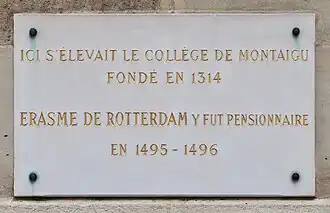 ICI S'ÉLEVAIT LE COLLÈGE DE MONTAIGU
FONDÉ EN 1314
ERASME DE ROTTERDAM Y FUT PENSIONNAIRE
EN 1495 - 1496